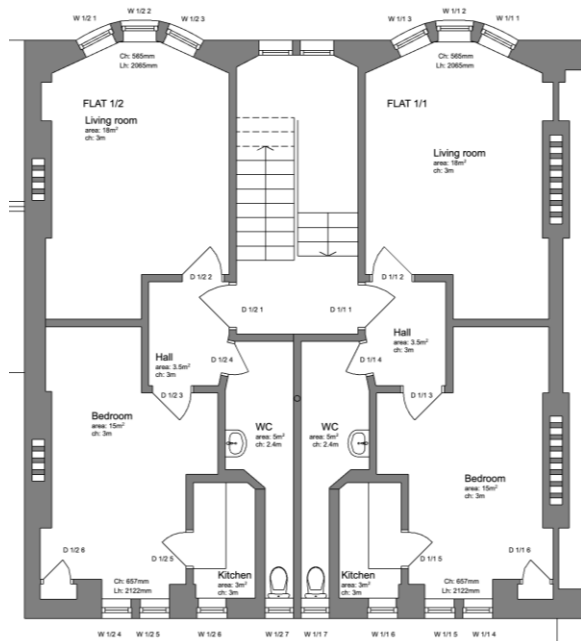 W 1/2 1
W 1/2 2
W 1/2 3
W 1/1 3
W 1/1 2
W 1/1 1
Ch: 565mm
Lh: 2065mm
Ch: 565mm
Lh: 2065mm
FLAT 1/2
Living room
area: 18m²
ch: 3m
FLAT 1/1
Living room
area: 18m²
ch: 3m
D 1/2 2
D 1/1 2
D 1/2 1
D 1/1 1
Hall
area: 3.5m²
ch: 3m
D 1/2 4
D 1/1 4
Hall
area: 3.5m²
ch: 3m
D 1/2 3
D 1/1 3
Bedroom
area: 15m²
ch: 3m
WC
area: 5m²
ch: 2.4m
WC
area: 5m²
ch: 2.4m
Bedroom
area: 15m²
ch: 3m
D 1/2 6
D 1/2 5
D 1/1 5
D 1/1 6
Ch: 657mm
Lh: 2122mm
Kitchen
area: 3m²
ch: 3m
Kitchen
area: 3m²
ch: 3m
Ch: 657mm
Lh: 2122mm
W 1/2 4
W 1/2 5
W 1/2 6
W 1/2 7
W 1/1 7
W 1/1 6
W 1/1 5
W 1/1 4